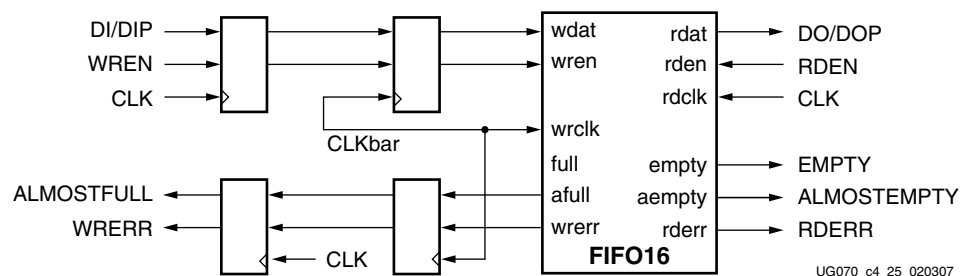 DI/DIP
WREN
CLK
wdat
wren
wrclk
full
afull
wrerr
rdat
rden
rdclk
empty
aempty
rderr
FIFO16
DO/DOP
RDEN
CLK
EMPTY
ALMOSTEMPTY
RDERR
CLKbar
ALMOSTFULL
WRERR
CLK
UG070_c4_25_020307